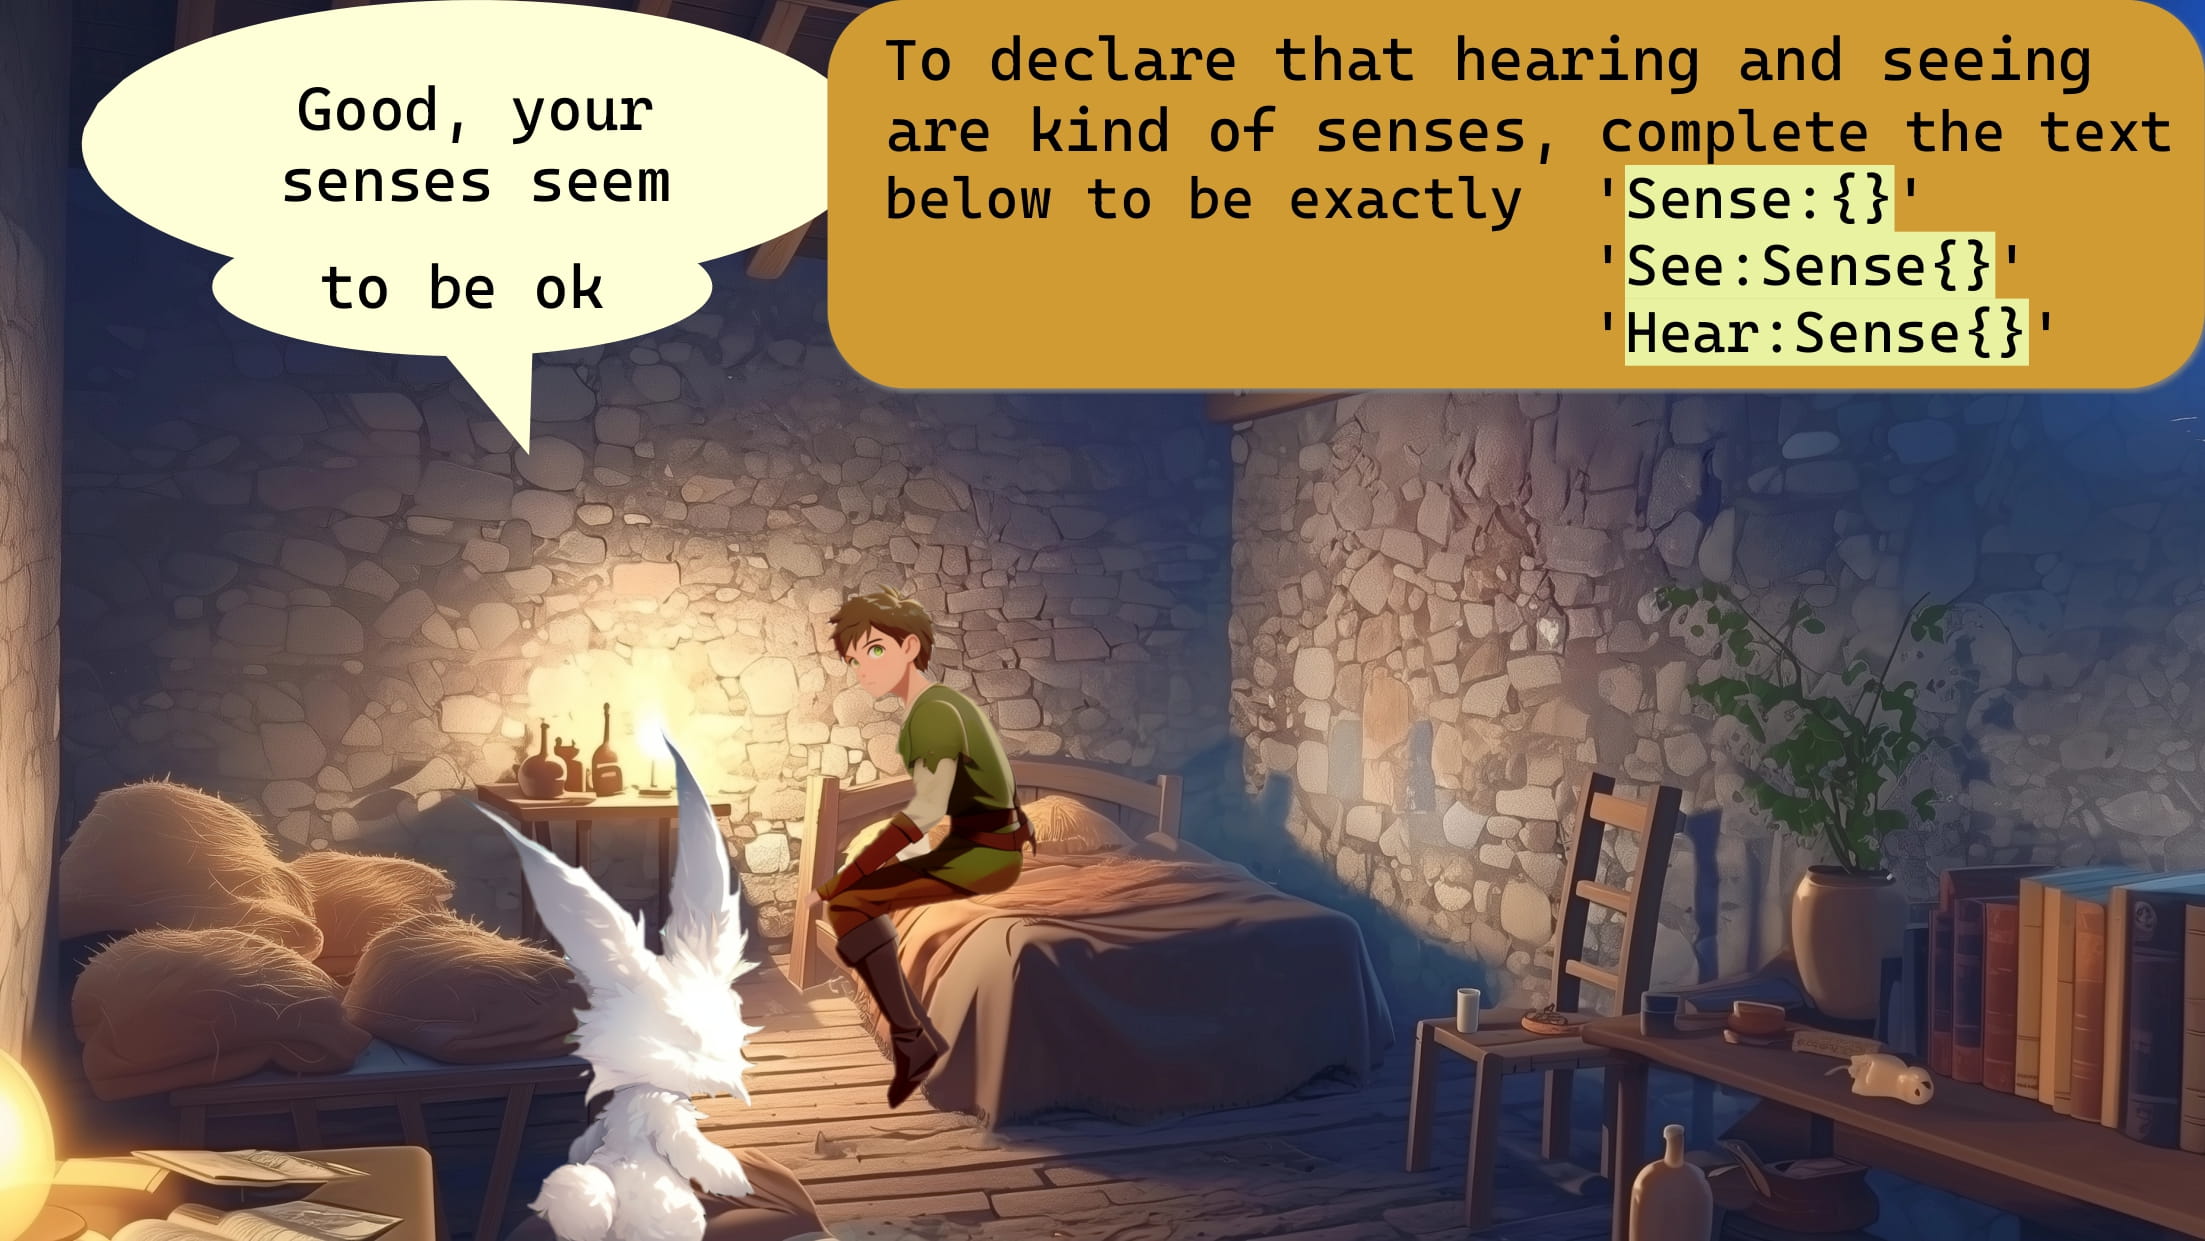 Good, your
senses seem
to be ok
To declare that hearing and seeing
are kind of senses, complete the text
below to be exactly 'Sense:{}'
'See:Sense{}'
'Hear:Sense{}'